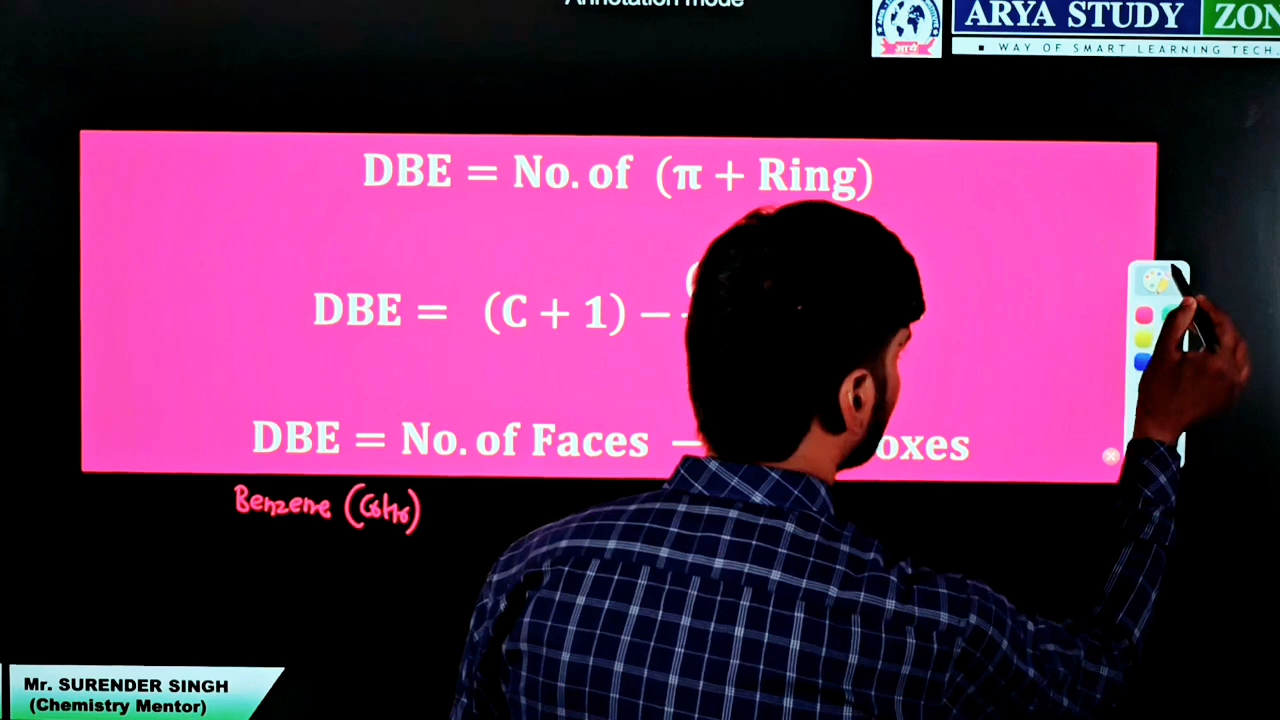 Annotation mode
ARYA STUDY ZON
WAY OF SMART LEARNING TECH.
आर्य
DBE = No. of (π + Ring)
DBE = (C + 1) −
DBE = No. of Faces − oxes
Benzene (C6H6)
Mr. SURENDER SINGH
(Chemistry Mentor)